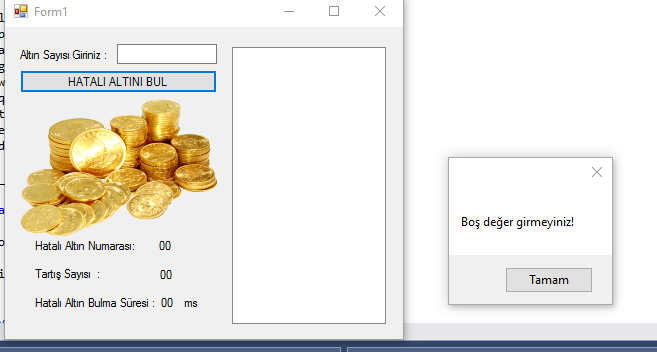 Form1
Altın Sayısı Giriniz :
HATALI ALTINI BUL
Hatalı Altın Numarası: 00
Tartış Sayısı : 00
Hatalı Altın Bulma Süresi : 00 ms
Boş değer girmeyiniz!
Tamam